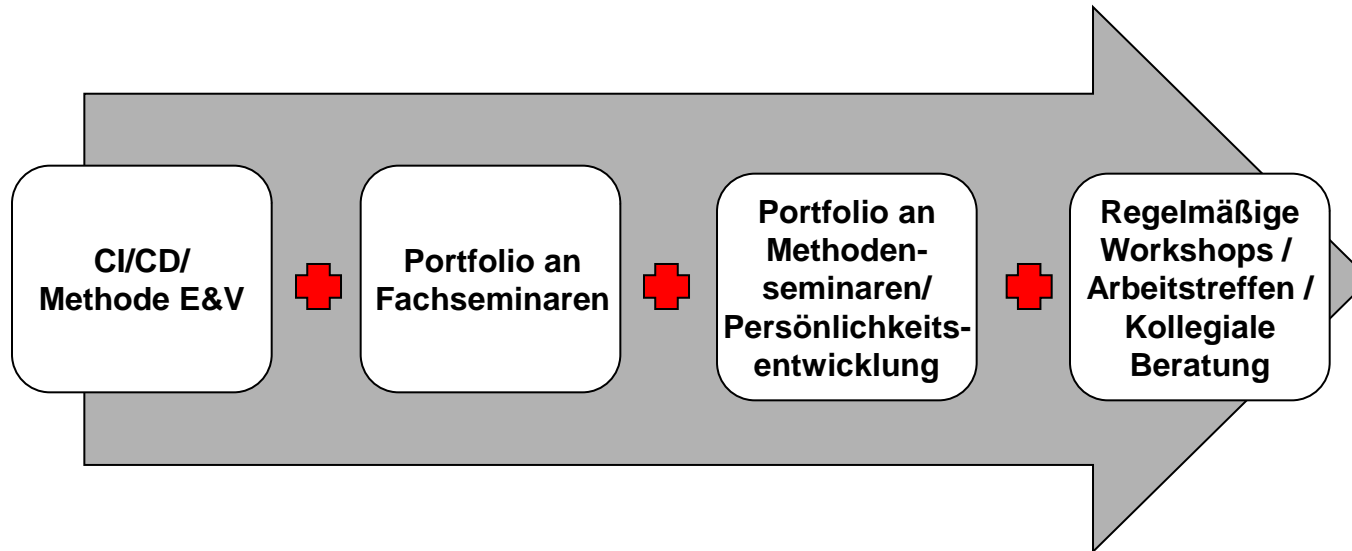 CI/CD/
Methode E&V
Portfolio an
Fachseminaren
Portfolio an
Methoden-
seminaren/
Persönlichkeits-
entwicklung
Regelmäßige
Workshops /
Arbeitstreffen /
Kollegiale
Beratung